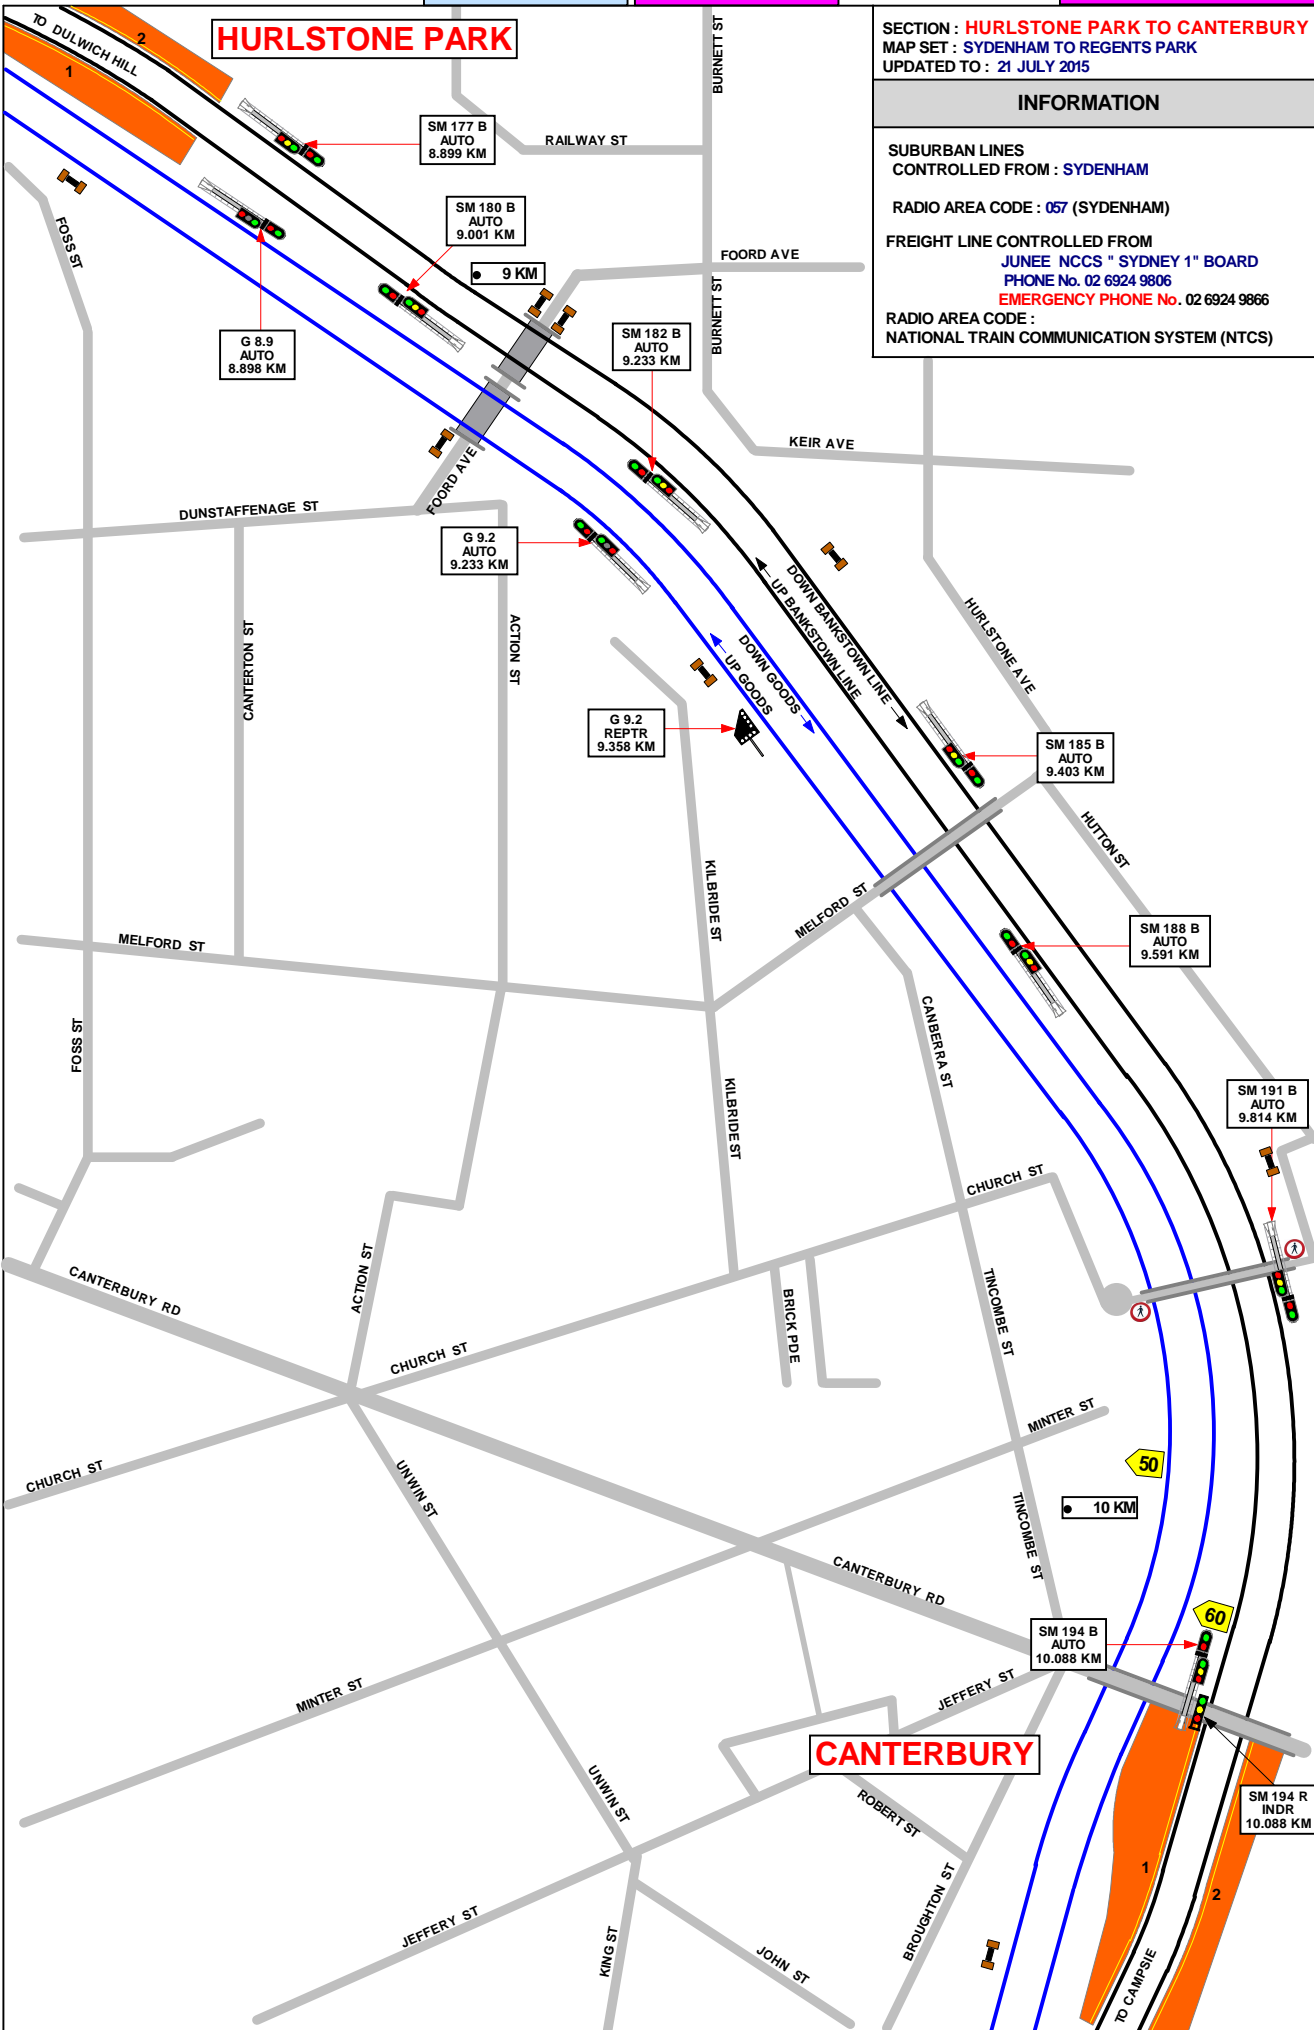 HURLSTONE PARK
SECTION : HURLSTONE PARK TO CANTERBURY
MAP SET : SYDENHAM TO REGENTS PARK
UPDATED TO : 21 JULY 2015
INFORMATION
SUBURBAN LINES
CONTROLLED FROM : SYDENHAM
RADIO AREA CODE : 057 (SYDENHAM)
FREIGHT LINE CONTROLLED FROM
JUNEE NCCS " SYDNEY 1" BOARD
PHONE No. 02 6924 9806
EMERGENCY PHONE No. 02 6924 9866
RADIO AREA CODE :
NATIONAL TRAIN COMMUNICATION SYSTEM (NTCS)
TO DULWICH HILL
2
1
BURNETT ST
SM 177 B
AUTO
8.899 KM
RAILWAY ST
SM 180 B
AUTO
9.001 KM
FOSS ST
FOORD AVE
9 KM
BURNETT ST
G 8.9
AUTO
8.898 KM
SM 182 B
AUTO
9.233 KM
KEIR AVE
FOORD AVE
DUNSTAFFENAGE ST
G 9.2
AUTO
9.233 KM
DOWN BANKSTOWN LINE
UP BANKSTOWN LINE
HURLSTONE AVE
CANTERTON ST
ACTION ST
DOWN GOODS
UP GOODS
G 9.2
REPTR
9.358 KM
SM 185 B
AUTO
9.403 KM
HUTTON ST
KILBRIDE ST
MELFORD ST
MELFORD ST
SM 188 B
AUTO
9.591 KM
FOSS ST
CANBERRA ST
KILBRIDE ST
SM 191 B
AUTO
9.814 KM
CHURCH ST
CANTERBURY RD
ACTION ST
BRICK PDE
TINCOMBE ST
CHURCH ST
MINTER ST
CHURCH ST
UNWIN ST
50
10 KM
TINCOMBE ST
CANTERBURY RD
60
SM 194 B
AUTO
10.088 KM
MINTER ST
JEFFERY ST
CANTERBURY
UNWIN ST
ROBERT ST
SM 194 R
INDR
10.088 KM
1
2
JEFFERY ST
KING ST
JOHN ST
BROUGHTON ST
TO CAMPSIE